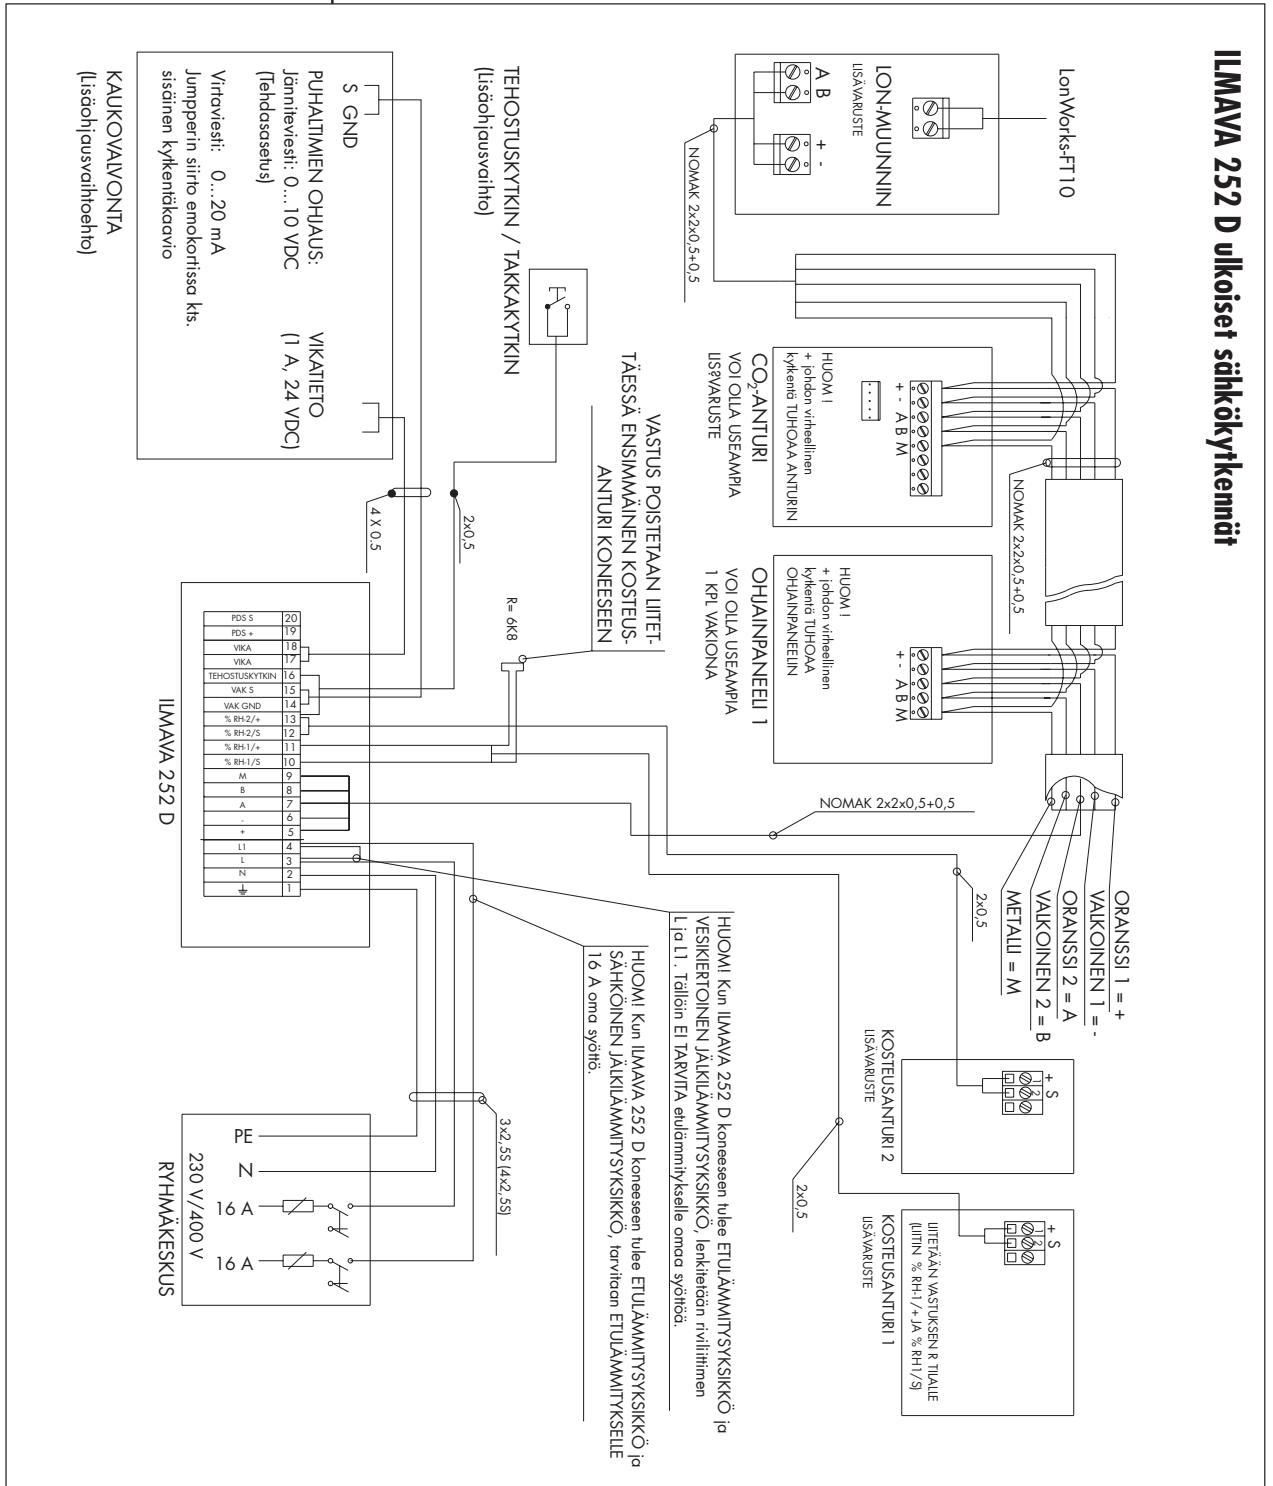 ILMAVA 252 D ulkoiset sähkökytkennät
LonWorks-FT10
LON-MUUNNIN
LISÄVARUSTE
A B
+ -
NOMAK 2x2x0,5+0,5
HUOM !
+ johdon virheellinen
kytkentä TUHOAA ANTURIN
+ - A B M
CO₂-ANTURI
VOI OLLA USEAMPIA
LIS?VARUSTE
NOMAK 2x2x0,5+0,5
HUOM !
+ johdon virheellinen
kytkentä TUHOAA
OHJAINPANEELIN
+ - A B M
OHJAINPANEELI 1
VOI OLLA USEAMPIA
1 KPL VAKIONA
ORANSSI 1 = +
VALKOINEN 1 = -
ORANSSI 2 = A
VALKOINEN 2 = B
METALLI = M
NOMAK 2x2x0,5+0,5
2x0,5
+ S
1 2
KOSTEUSANTURI 2
LISÄVARUSTE
+ S
1 2
LIITETÄÄN VASTUKSEN R TILALLE
(LIITIN % RH-1/+ JA % RH1/S)
KOSTEUSANTURI 1
LISÄVARUSTE
2x0,5
TEHOSTUSKYTKIN / TAKKAKYTKIN
(Lisäohjausvaihto)
VASTUS POISTETAAN LIITET-
TÄESSÄ ENSIMMÄINEN KOSTEUS-
ANTURI KONEESEEN
R= 6K8
2x0,5
4 X 0.5
S GND
PUHALTIMIEN OHJAUS:
Jänniteviesti: 0...10 VDC
(Tehdasasetus)
Virtaviesti: 0...20 mA
Jumpperin siirto emokortissa kts.
sisäinen kytkentäkaavio
VIKATIETO
(1 A, 24 VDC)
KAUKOVALVONTA
(Lisäohjausvaihtoehto)
PDS S 20
PDS + 19
VIKA 18
VIKA 17
TEHOSTUSKYTKIN 16
VAK S 15
VAK GND 14
% RH-2/+ 13
% RH-2/S 12
% RH-1/+ 11
% RH-1/S 10
M 9
B 8
A 7
- 6
+ 5
L1 4
L 3
N 2
1
ILMAVA 252 D
HUOM! Kun ILMAVA 252 D koneeseen tulee ETULÄMMITYSYKSIKKÖ ja
VESIKIERTOINEN JÄLKILÄMMITYSYKSIKKÖ, lenkitetään riviliittimen
L ja L1. Tällöin EI TARVITA etulämmitykselle omaa syöttöä.
HUOM! Kun ILMAVA 252 D koneeseen tulee ETULÄMMITYSYKSIKKÖ ja
SÄHKÖINEN JÄLKILÄMMITYSYKSIKKÖ, tarvitaan ETULÄMMITYKSELLE
16 A oma syöttö.
3x2,5S (4x2,5S)
PE
N
16 A
16 A
230 V/400 V
RYHMÄKESKUS